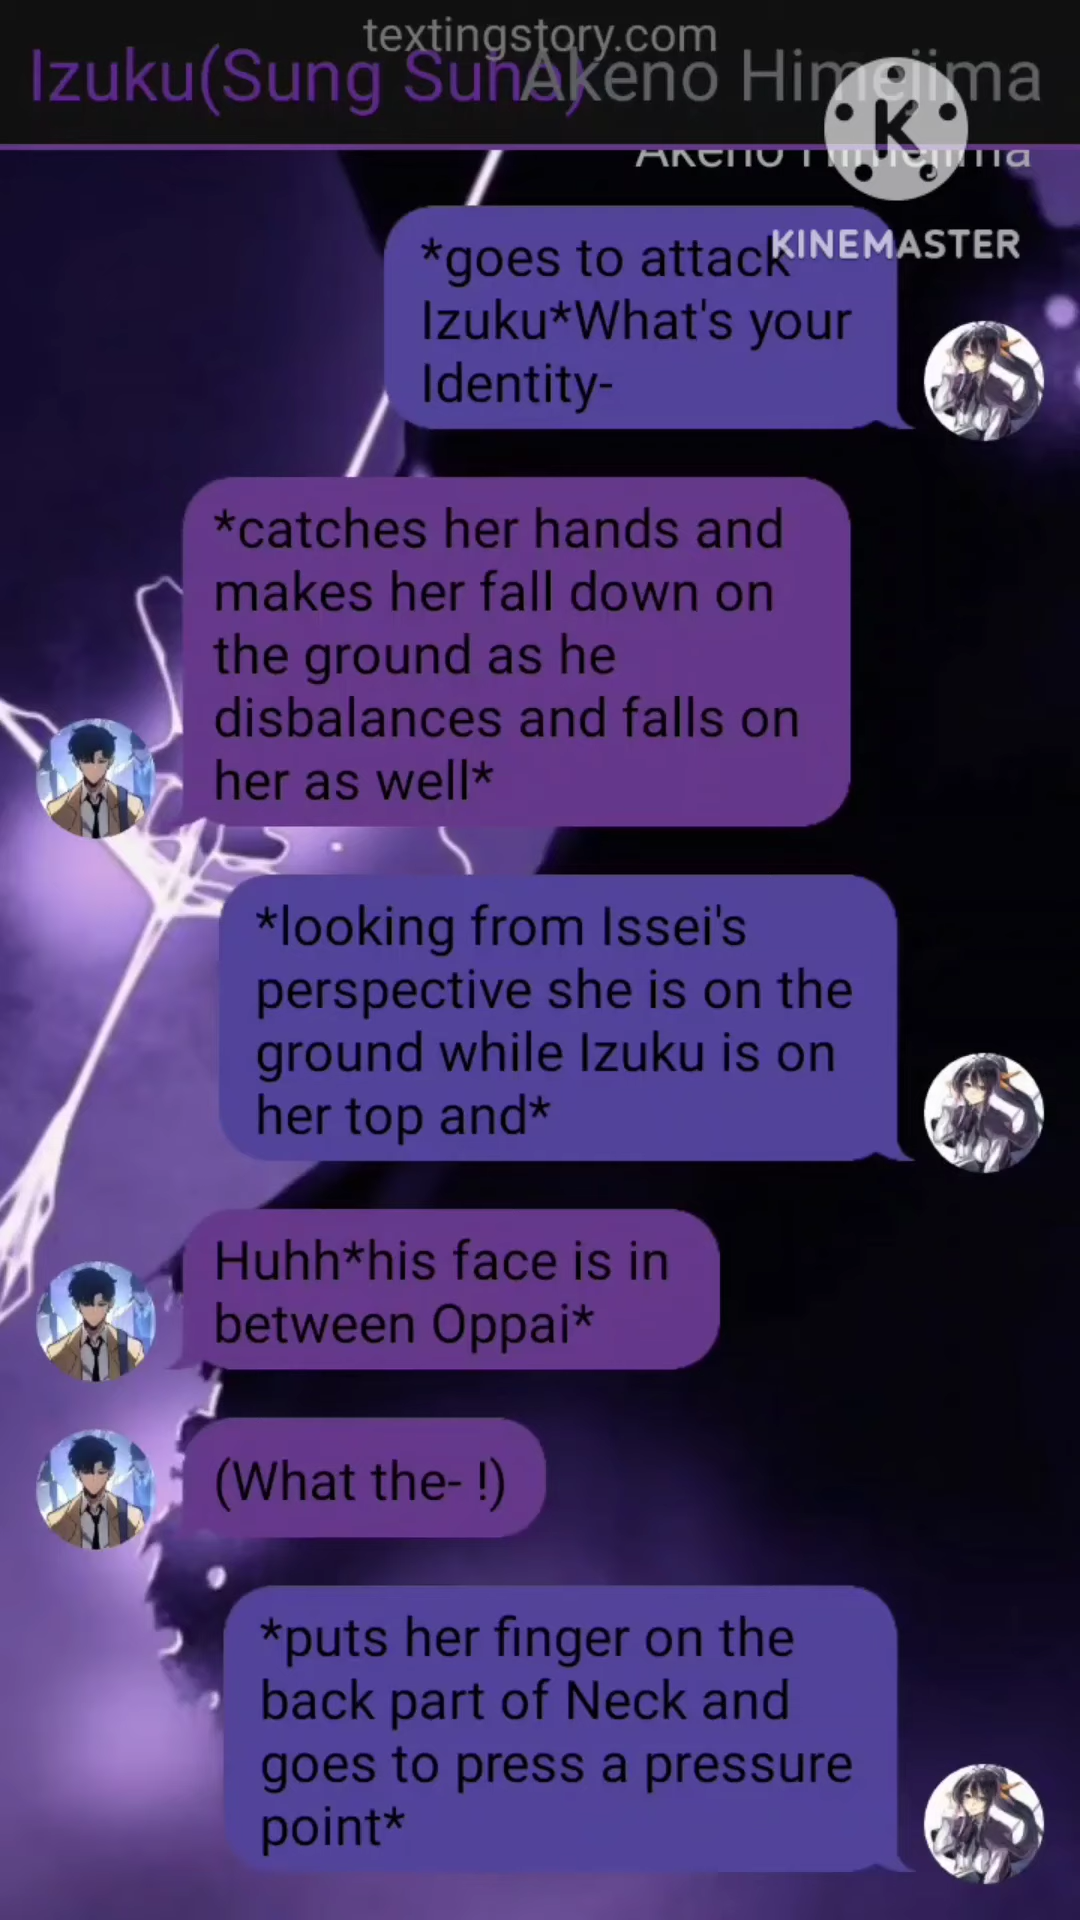 textingstory.com
Izuku(Sung Suho)
Akeno Himejima
K
KINEMASTER
Akeno Himejima
*goes to attack
Izuku*What's your
Identity-
*catches her hands and
makes her fall down on
the ground as he
disbalances and falls on
her as well*
*looking from Issei's
perspective she is on the
ground while Izuku is on
her top and*
Huhh*his face is in
between Oppai*
(What the- !)
*puts her finger on the
back part of Neck and
goes to press a pressure
point*